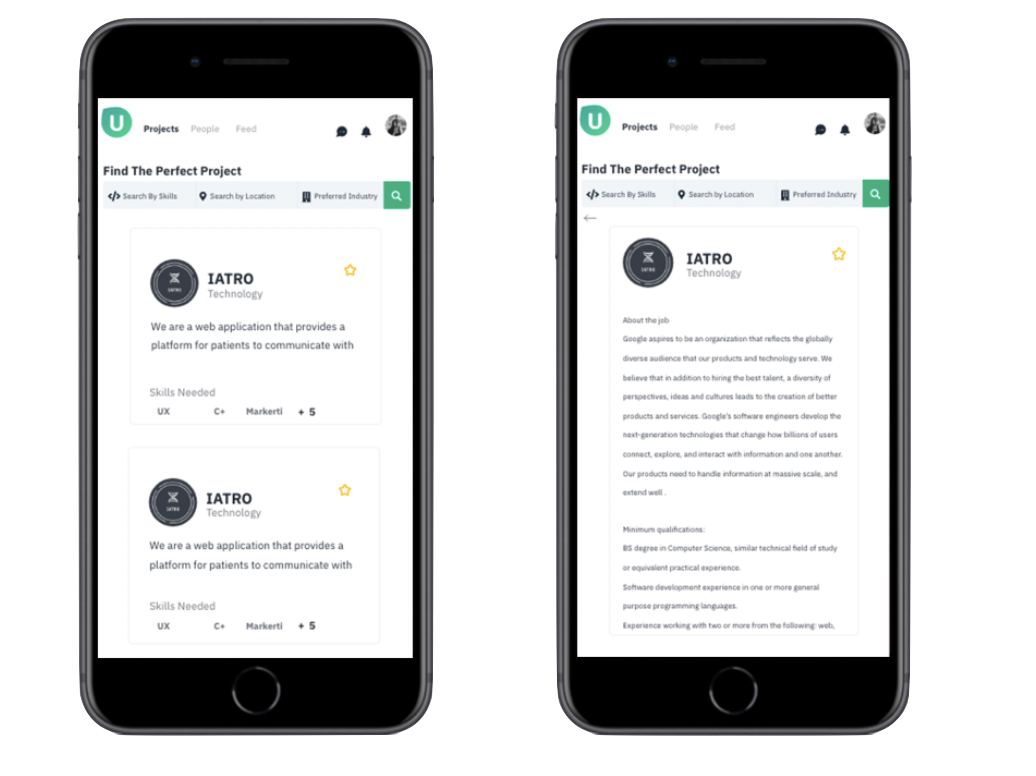 U
Projects People Feed
Find The Perfect Project
</> Search By Skills Search by Location Preferred Industry
IATRO
IATRO
Technology
We are a web application that provides a
platform for patients to communicate with
Skills Needed
UX C+ Markerti + 5
IATRO
IATRO
Technology
We are a web application that provides a
platform for patients to communicate with
Skills Needed
UX C+ Markerti + 5
U
Projects People Feed
Find The Perfect Project
</> Search By Skills Search by Location Preferred Industry
IATRO
IATRO
Technology
About the job
Google aspires to be an organization that reflects the globally
diverse audience that our products and technology serve. We
believe that in addition to hiring the best talent, a diversity of
perspectives, ideas and cultures leads to the creation of better
products and services. Google's software engineers develop the
next-generation technologies that change how billions of users
connect, explore, and interact with information and one another.
Our products need to handle information at massive scale, and
extend well .
Minimum qualifications:
BS degree in Computer Science, similar technical field of study
or equivalent practical experience.
Software development experience in one or more general
purpose programming languages.
Experience working with two or more from the following: web,